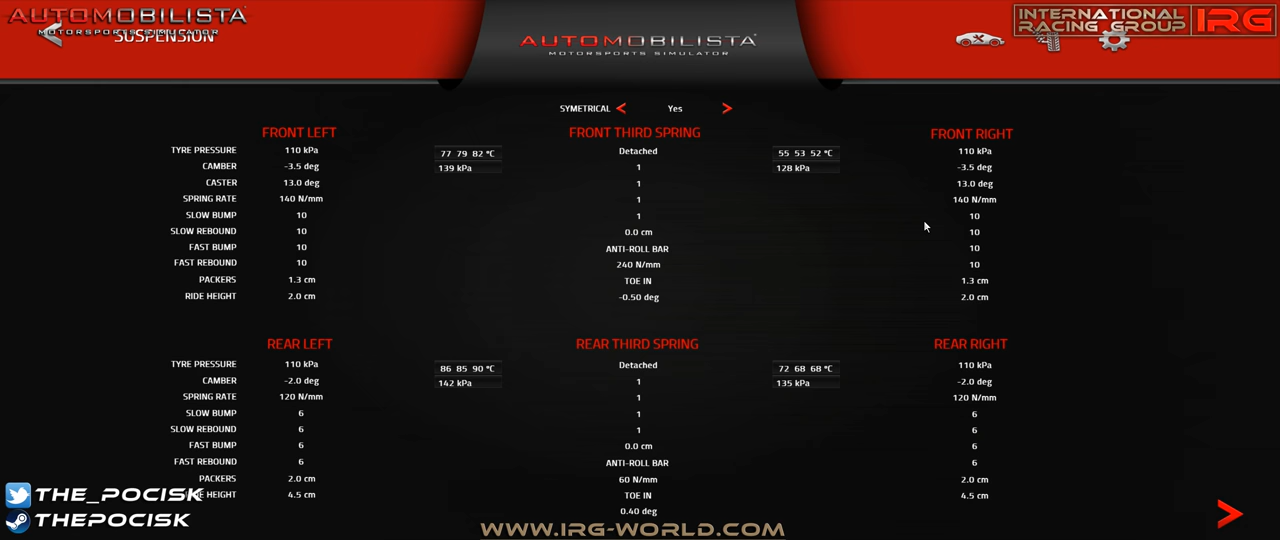 AUTOMOBILISTA
MOTORSPORTS SIMULATOR
SUSPENSION
AUTOMOBILISTA
MOTORSPORTS SIMULATOR
INTERNATIONAL
RACING GROUP IRG
SYMETRICAL < Yes >
FRONT LEFT FRONT THIRD SPRING FRONT RIGHT
TYRE PRESSURE 110 kPa 77 79 82 °C Detached 55 53 52 °C 110 kPa
CAMBER -3.5 deg 139 kPa 1 128 kPa -3.5 deg
CASTER 13.0 deg 1 13.0 deg
SPRING RATE 140 N/mm 1 140 N/mm
SLOW BUMP 10 1 10
SLOW REBOUND 10 0.0 cm 10
FAST BUMP 10 ANTI-ROLL BAR 10
FAST REBOUND 10 240 N/mm 10
PACKERS 1.3 cm TOE IN 1.3 cm
RIDE HEIGHT 2.0 cm -0.50 deg 2.0 cm
REAR LEFT REAR THIRD SPRING REAR RIGHT
TYRE PRESSURE 110 kPa 86 85 90 °C Detached 72 68 68 °C 110 kPa
CAMBER -2.0 deg 142 kPa 1 135 kPa -2.0 deg
SPRING RATE 120 N/mm 1 120 N/mm
SLOW BUMP 6 1 6
SLOW REBOUND 6 1 6
FAST BUMP 6 0.0 cm 6
FAST REBOUND 6 ANTI-ROLL BAR 6
PACKERS 2.0 cm 60 N/mm 2.0 cm
HEIGHT 4.5 cm TOE IN 4.5 cm
0.40 deg
THE_POCISK
THEPOCISK
WWW.IRG-WORLD.COM